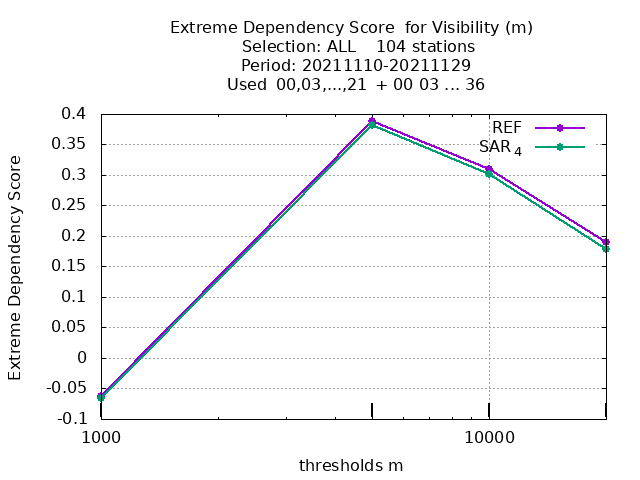 Extreme Dependency Score  for Visibility (m)
Selection: ALL    104 stations
Period: 20211110-20211129
Used  00,03,...,21  + 00 03 ... 36
0.4
0.35
0.3
0.25
0.2
0.15
0.1
0.05
0
-0.05
-0.1
REF
SAR 4
Extreme Dependency Score
1000
10000
thresholds m